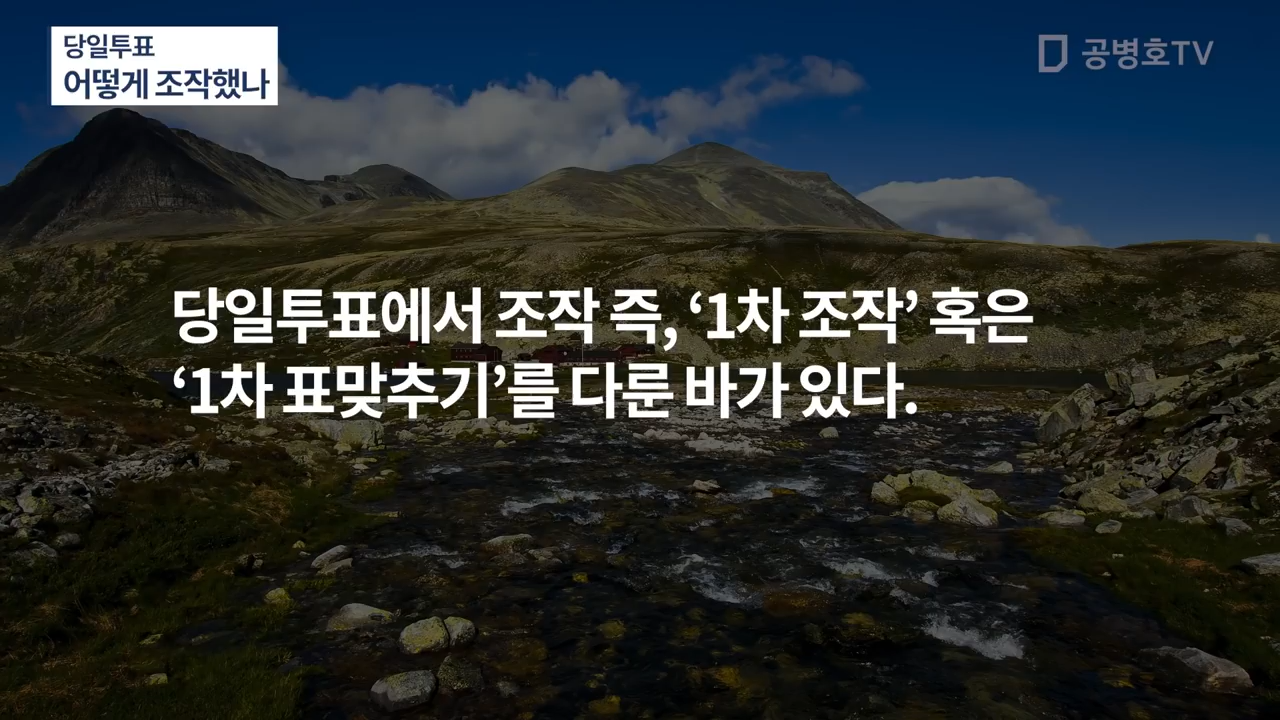 당일투표
어떻게 조작했나
공병호TV
당일투표에서 조작 즉, ‘1차 조작’ 혹은
‘1차 표맞추기’를 다룬 바가 있다.